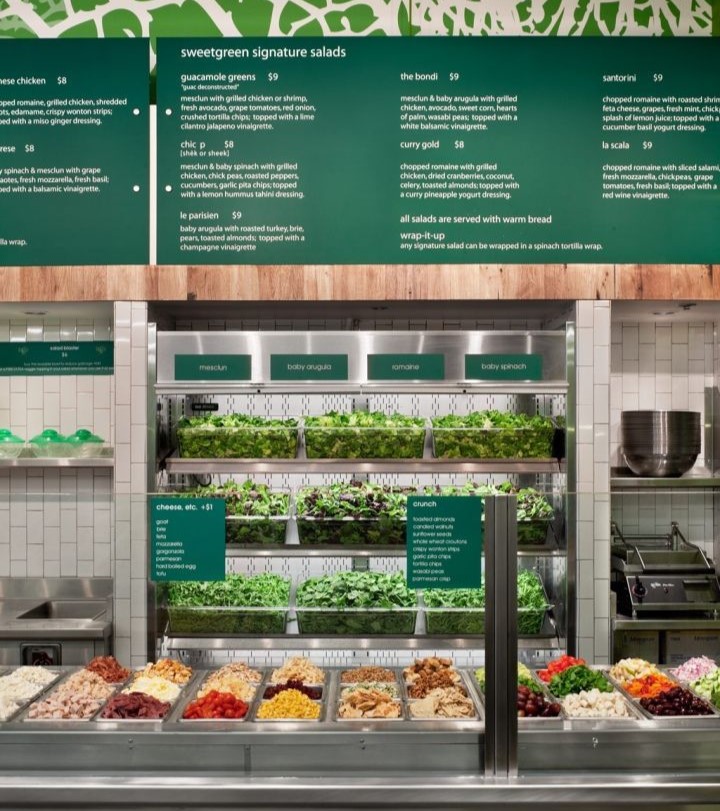 nese chicken $8
pped romaine, grilled chicken, shredded
ots, edamame, crispy wonton strips;
ped with a miso ginger dressing.
rese $8
y spinach & mesclun with grape
atoes, fresh mozzarella, fresh basil;
ped with a balsamic vinaigrette.
lla wrap.
sweetgreen signature salads
guacamole greens $9
"guac deconstructed"
mesclun with grilled chicken or shrimp,
fresh avocado, grape tomatoes, red onion,
crushed tortilla chips; topped with a lime
cilantro jalapeno vinaigrette.
chic p $8
[shēk or sheek]
mesclun & baby spinach with grilled
chicken, chick peas, roasted peppers,
cucumbers, garlic pita chips; topped
with a lemon hummus tahini dressing.
le parisien $9
baby arugula with roasted turkey, brie,
pears, toasted almonds; topped with a
champagne vinaigrette
the bondi $9
mesclun & baby arugula with grilled
chicken, avocado, sweet corn, hearts
of palm, wasabi peas; topped with a
white balsamic vinaigrette.
curry gold $8
chopped romaine with grilled
chicken, dried cranberries, coconut,
celery, toasted almonds; topped with
a curry pineapple yogurt dressing.
all salads are served with warm bread
wrap-it-up
any signature salad can be wrapped in a spinach tortilla wrap.
santorini $9
chopped romaine with roasted shrim
feta cheese, grapes, fresh mint, chick
splash of lemon juice; topped with a
cucumber basil yogurt dressing.
la scala $9
chopped romaine with sliced salami,
fresh mozzarella, chickpeas, grape
tomatoes, fresh basil; topped with a
red wine vinaigrette.
salad blaster
$6
mesclun
baby arugula
romaine
baby spinach
cheese, etc. +$1
goat
brie
feta
mozzarella
gorgonzola
parmesan
hard boiled egg
tofu
crunch
toasted almonds
candied walnuts
sunflower seeds
whole wheat croutons
crispy wonton strips
garlic pita chips
tortilla chips
wasabi peas
parmesan crisp